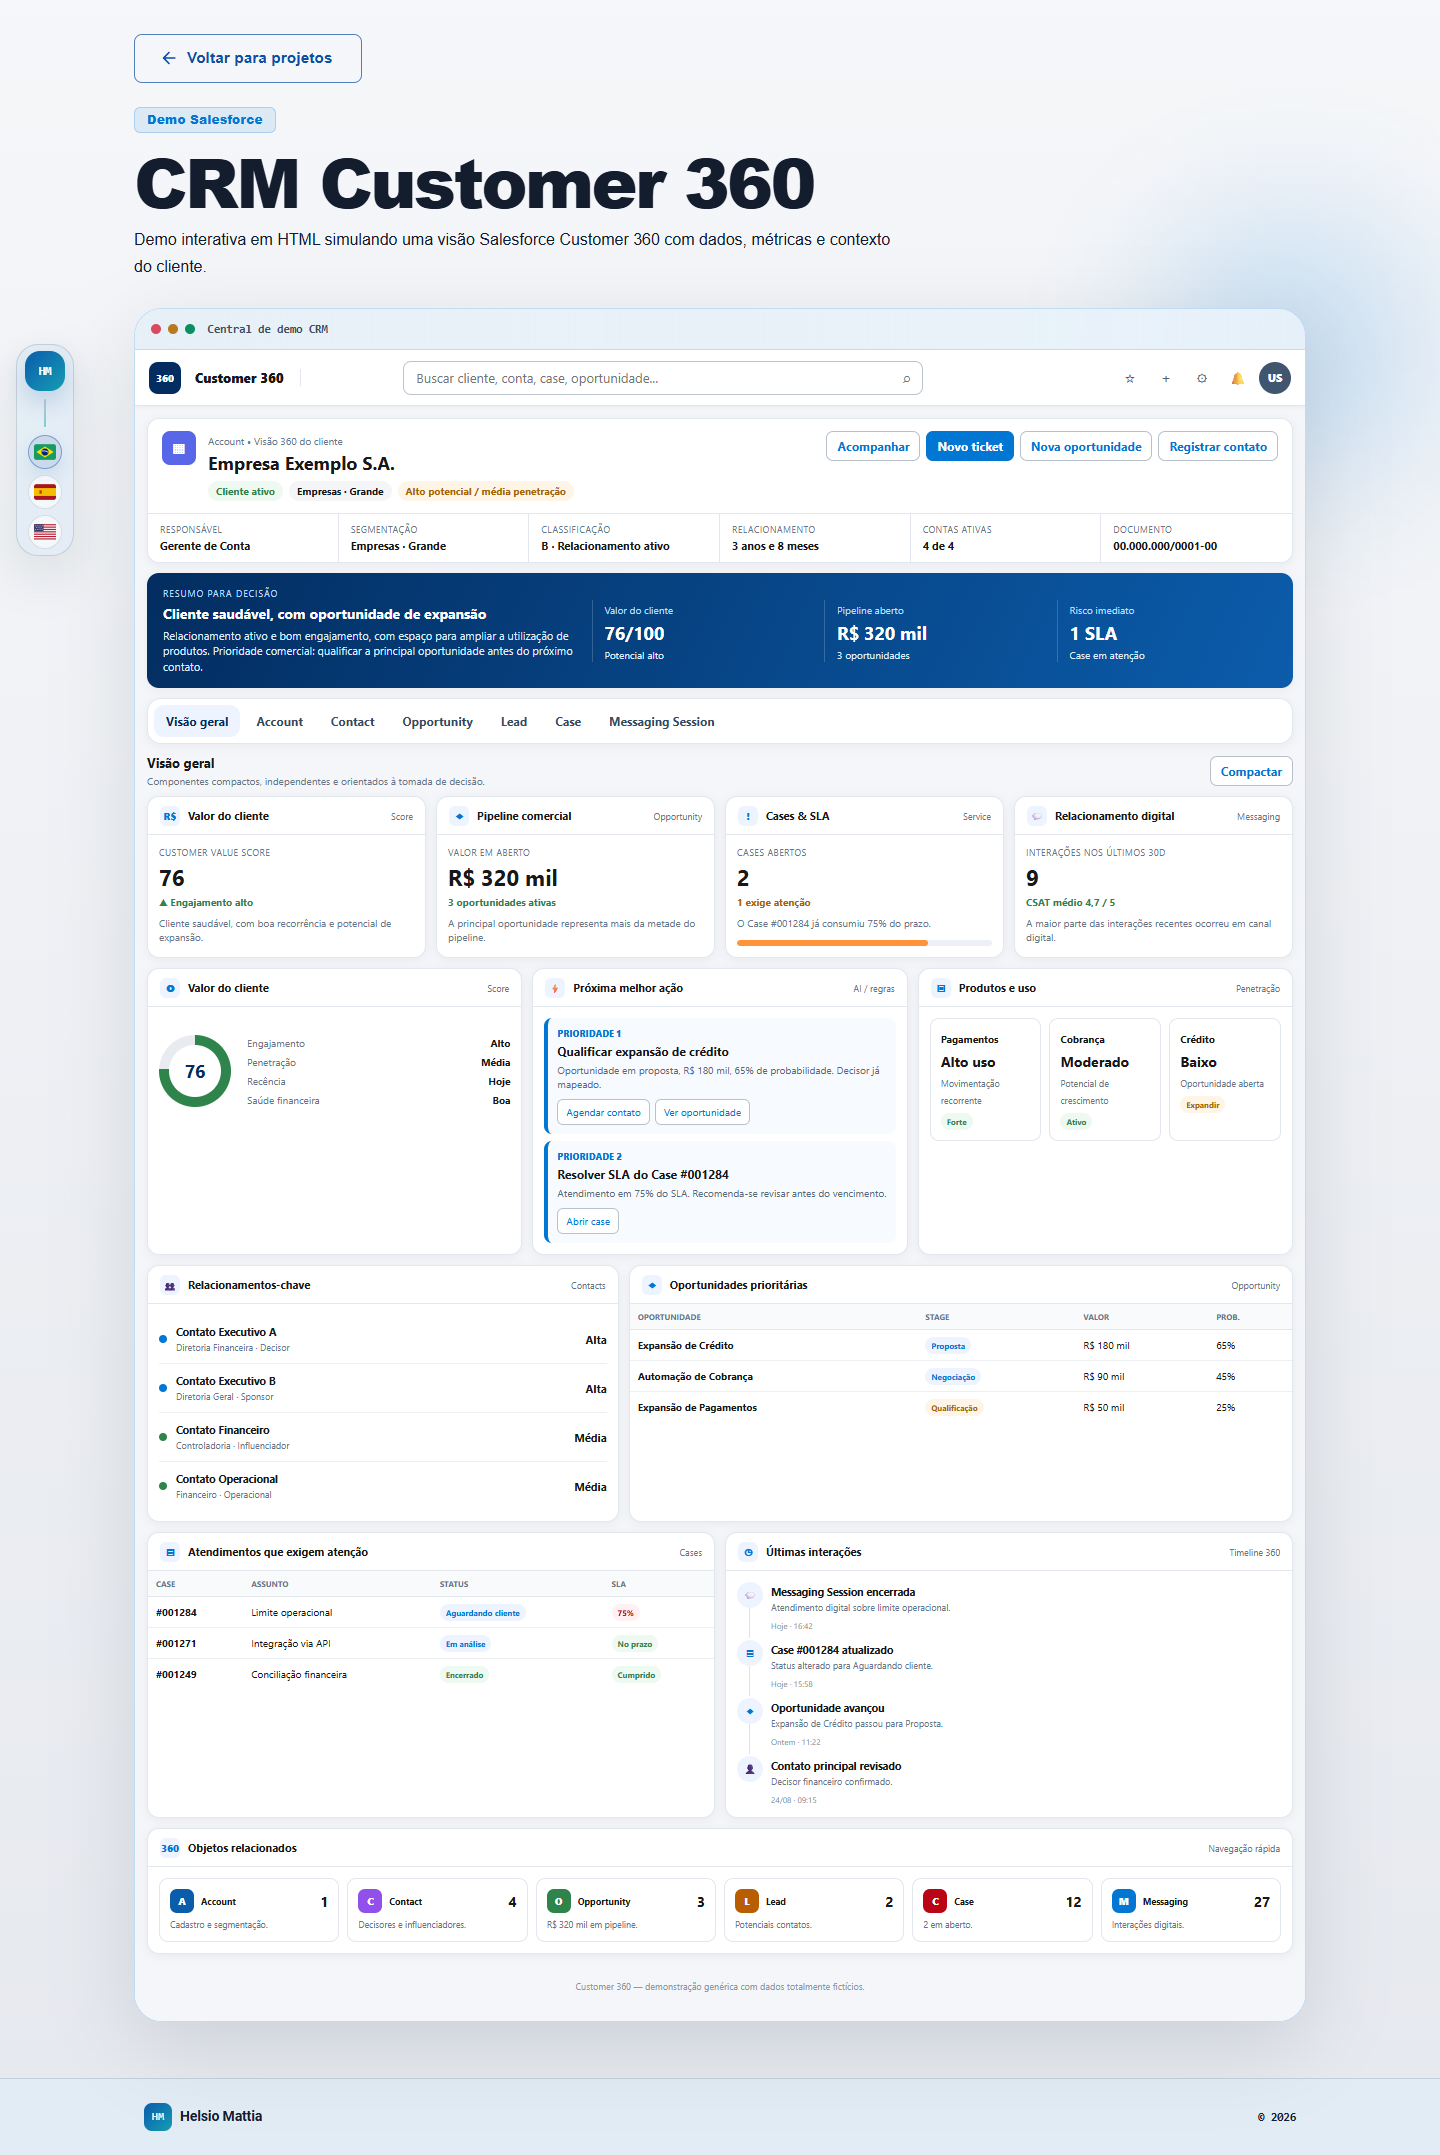 Voltar para projetos
Demo Salesforce
CRM Customer 360
Demo interativa em HTML simulando uma visão Salesforce Customer 360 com dados, métricas e contexto
do cliente.
Central de demo CRM
HM
360 Customer 360
Buscar cliente, conta, case, oportunidade...
US
Account • Visão 360 do cliente
Empresa Exemplo S.A.
Cliente ativo Empresas · Grande Alto potencial / média penetração
Acompanhar Novo ticket Nova oportunidade Registrar contato
RESPONSÁVEL
Gerente de Conta
SEGMENTAÇÃO
Empresas · Grande
CLASSIFICAÇÃO
B · Relacionamento ativo
RELACIONAMENTO
3 anos e 8 meses
CONTAS ATIVAS
4 de 4
DOCUMENTO
00.000.000/0001-00
RESUMO PARA DECISÃO
Cliente saudável, com oportunidade de expansão
Relacionamento ativo e bom engajamento, com espaço para ampliar a utilização de
produtos. Prioridade comercial: qualificar a principal oportunidade antes do próximo
contato.
Valor do cliente
76/100
Potencial alto
Pipeline aberto
R$ 320 mil
3 oportunidades
Risco imediato
1 SLA
Case em atenção
Visão geral Account Contact Opportunity Lead Case Messaging Session
Visão geral
Componentes compactos, independentes e orientados à tomada de decisão.
Compactar
R$ Valor do cliente Score
CUSTOMER VALUE SCORE
76
▲ Engajamento alto
Cliente saudável, com boa recorrência e potencial de
expansão.
Pipeline comercial Opportunity
VALOR EM ABERTO
R$ 320 mil
3 oportunidades ativas
A principal oportunidade representa mais da metade do
pipeline.
! Cases & SLA Service
CASES ABERTOS
2
1 exige atenção
O Case #001284 já consumiu 75% do prazo.
Relacionamento digital Messaging
INTERAÇÕES NOS ÚLTIMOS 30D
9
CSAT médio 4,7 / 5
A maior parte das interações recentes ocorreu em canal
digital.
Valor do cliente Score
76
Engajamento Alto
Penetração Média
Recência Hoje
Saúde financeira Boa
Próxima melhor ação AI / regras
PRIORIDADE 1
Qualificar expansão de crédito
Oportunidade em proposta, R$ 180 mil, 65% de probabilidade. Decisor já
mapeado.
Agendar contato Ver oportunidade
PRIORIDADE 2
Resolver SLA do Case #001284
Atendimento em 75% do SLA. Recomenda-se revisar antes do vencimento.
Abrir case
Produtos e uso Penetração
Pagamentos
Alto uso
Movimentação
recorrente
Forte
Cobrança
Moderado
Potencial de
crescimento
Ativo
Crédito
Baixo
Oportunidade aberta
Expandir
Relacionamentos-chave Contacts
Contato Executivo A
Diretoria Financeira · Decisor
Alta
Contato Executivo B
Diretoria Geral · Sponsor
Alta
Contato Financeiro
Controladoria · Influenciador
Média
Contato Operacional
Financeiro · Operacional
Média
Oportunidades prioritárias Opportunity
OPORTUNIDADE STAGE VALOR PROB.
Expansão de Crédito Proposta R$ 180 mil 65%
Automação de Cobrança Negociação R$ 90 mil 45%
Expansão de Pagamentos Qualificação R$ 50 mil 25%
Atendimentos que exigem atenção Cases
CASE ASSUNTO STATUS SLA
#001284 Limite operacional Aguardando cliente 75%
#001271 Integração via API Em análise No prazo
#001249 Conciliação financeira Encerrado Cumprido
Últimas interações Timeline 360
Messaging Session encerrada
Atendimento digital sobre limite operacional.
Hoje · 16:42
Case #001284 atualizado
Status alterado para Aguardando cliente.
Hoje · 15:58
Oportunidade avançou
Expansão de Crédito passou para Proposta.
Ontem · 11:22
Contato principal revisado
Decisor financeiro confirmado.
24/08 · 09:15
360 Objetos relacionados Navegação rápida
A Account 1
Cadastro e segmentação.
C Contact 4
Decisores e influenciadores.
O Opportunity 3
R$ 320 mil em pipeline.
L Lead 2
Potenciais contatos.
C Case 12
2 em aberto.
M Messaging 27
Interações digitais.
Customer 360 — demonstração genérica com dados totalmente fictícios.
HM Helsio Mattia
© 2026